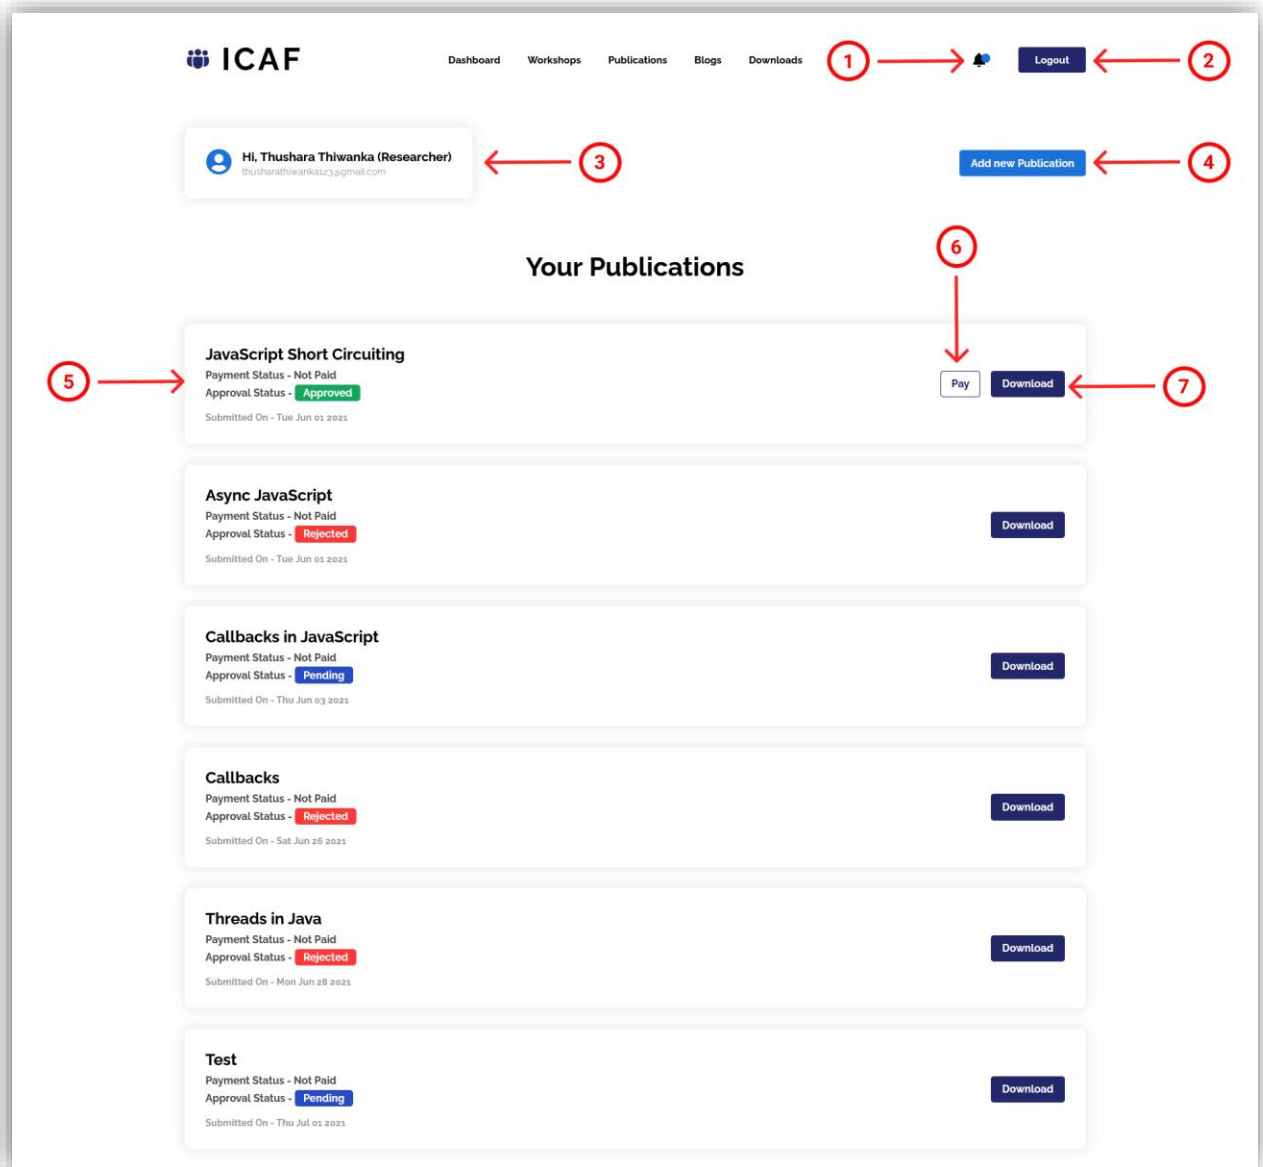 ICAF
Dashboard Workshops Publications Blogs Downloads 1 Logout 2
Hi, Thushara Thiwanka (Researcher)
thusharathiwanka123@gmail.com
3
Add new Publication 4
6
Your Publications
JavaScript Short Circuiting
Payment Status - Not Paid
5
Approval Status - Approved
Pay Download 7
Submitted On - Tue Jun 01 2021
Async JavaScript
Payment Status - Not Paid
Approval Status - Rejected
Download
Submitted On - Tue Jun 01 2021
Callbacks in JavaScript
Payment Status - Not Paid
Approval Status - Pending
Download
Submitted On - Thu Jun 03 2021
Callbacks
Payment Status - Not Paid
Approval Status - Rejected
Download
Submitted On - Sat Jun 26 2021
Threads in Java
Payment Status - Not Paid
Approval Status - Rejected
Download
Submitted On - Mon Jun 28 2021
Test
Payment Status - Not Paid
Approval Status - Pending
Download
Submitted On - Thu Jul 01 2021